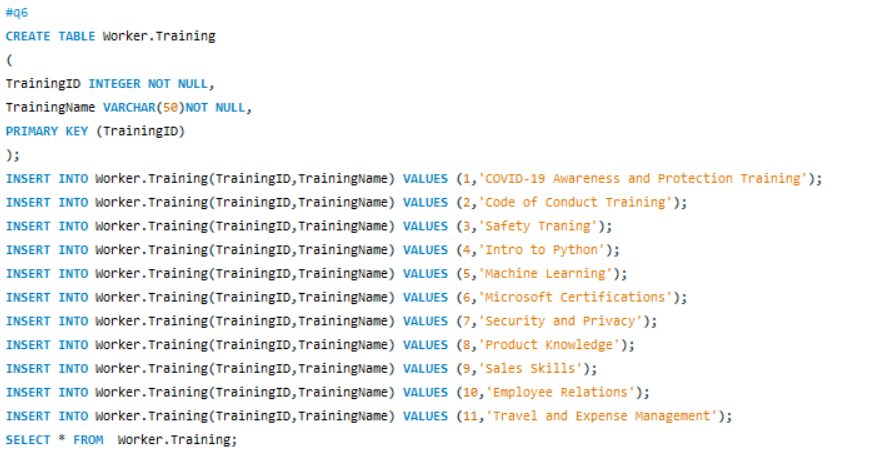 #q6
CREATE TABLE Worker.Training
(
TrainingID INTEGER NOT NULL,
TrainingName VARCHAR(50)NOT NULL,
PRIMARY KEY (TrainingID)
);
INSERT INTO Worker.Training(TrainingID,TrainingName) VALUES (1,'COVID-19 Awareness and Protection Training');
INSERT INTO Worker.Training(TrainingID,TrainingName) VALUES (2,'Code of Conduct Training');
INSERT INTO Worker.Training(TrainingID,TrainingName) VALUES (3,'Safety Traning');
INSERT INTO Worker.Training(TrainingID,TrainingName) VALUES (4,'Intro to Python');
INSERT INTO Worker.Training(TrainingID,TrainingName) VALUES (5,'Machine Learning');
INSERT INTO Worker.Training(TrainingID,TrainingName) VALUES (6,'Microsoft Certifications');
INSERT INTO Worker.Training(TrainingID,TrainingName) VALUES (7,'Security and Privacy');
INSERT INTO Worker.Training(TrainingID,TrainingName) VALUES (8,'Product Knowledge');
INSERT INTO Worker.Training(TrainingID,TrainingName) VALUES (9,'Sales Skills');
INSERT INTO Worker.Training(TrainingID,TrainingName) VALUES (10,'Employee Relations');
INSERT INTO Worker.Training(TrainingID,TrainingName) VALUES (11,'Travel and Expense Management');
SELECT * FROM  Worker.Training;